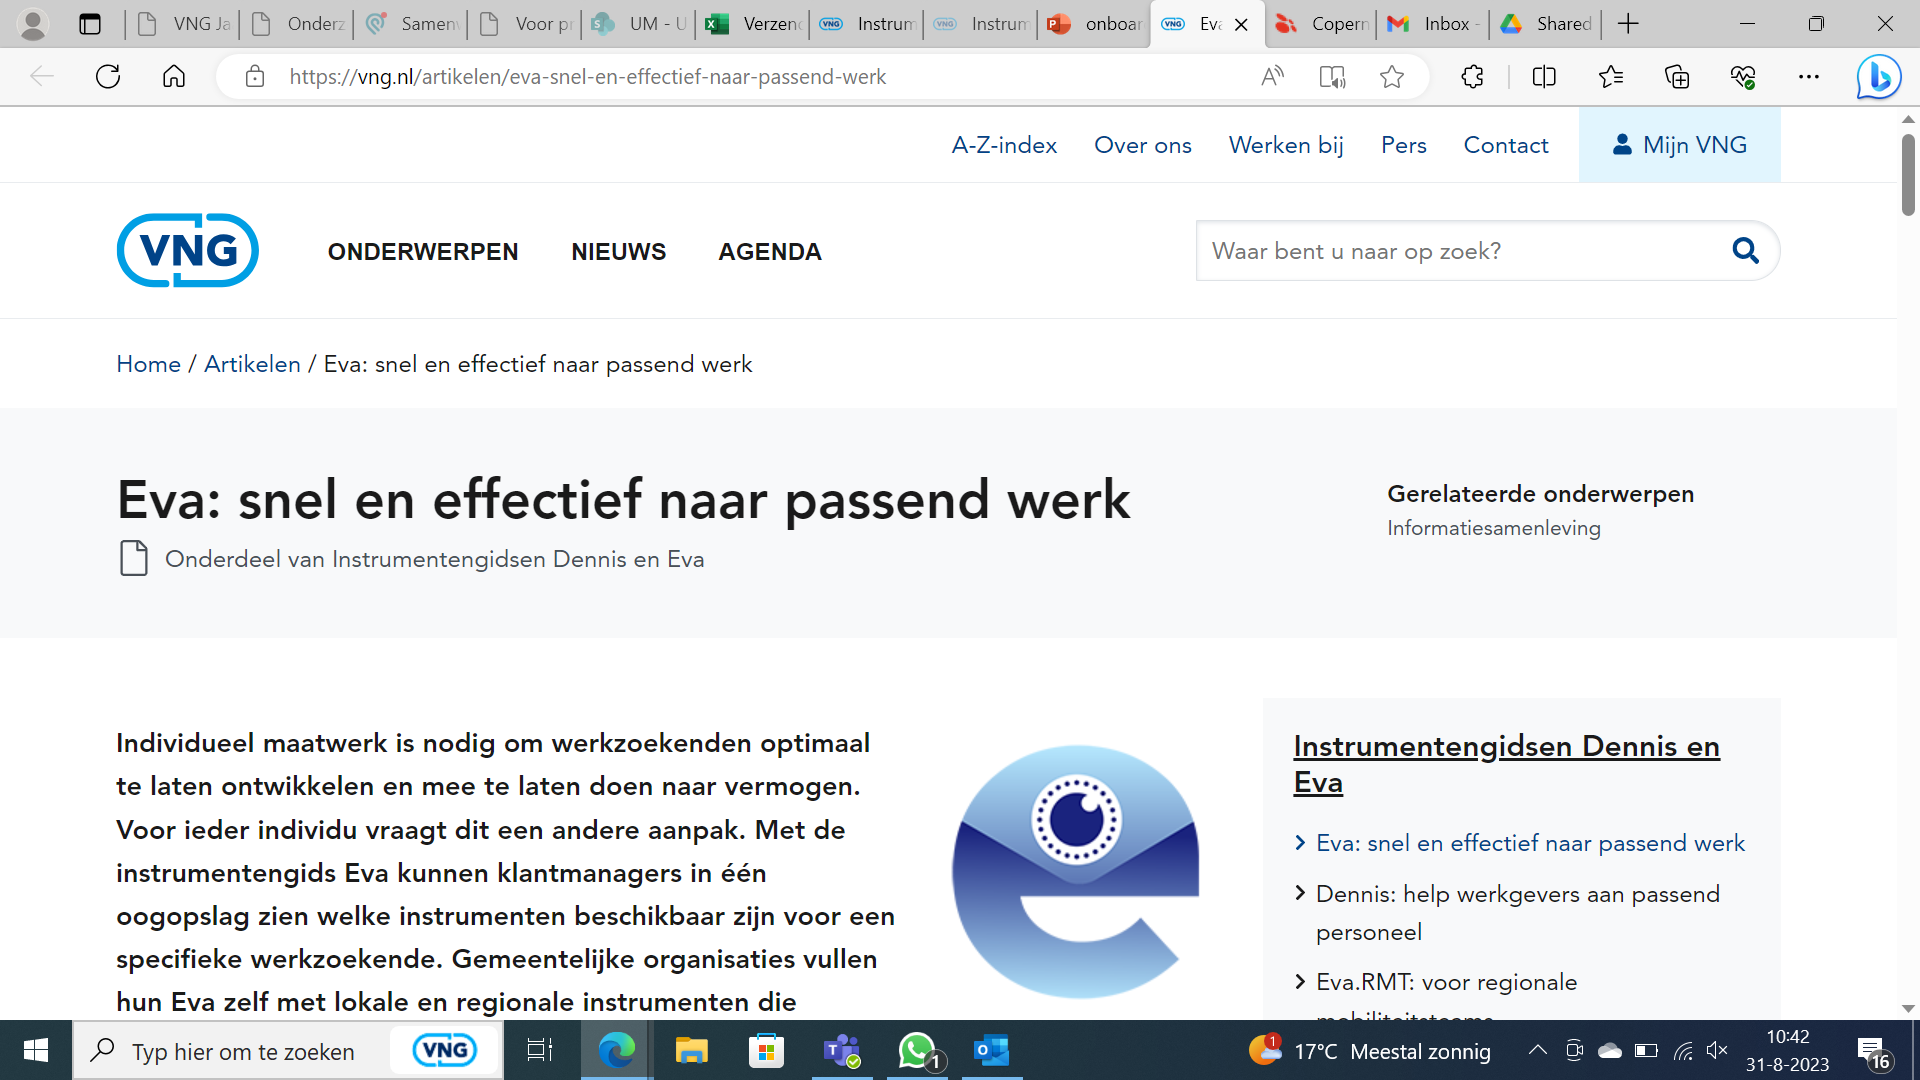 VNG Ja
Onderz
Samenv
Voor pr
UM - U
Verzend
Instrum
Instrum
onboar
Eva
Copern
Inbox -
Shared
https://vng.nl/artikelen/eva-snel-en-effectief-naar-passend-werk
A-Z-index
Over ons
Werken bij
Pers
Contact
Mijn VNG
VNG
ONDERWERPEN
NIEUWS
AGENDA
Waar bent u naar op zoek?
Home / Artikelen / Eva: snel en effectief naar passend werk
Eva: snel en effectief naar passend werk
Onderdeel van Instrumentengidsen Dennis en Eva
Gerelateerde onderwerpen
Informatiesamenleving
Individueel maatwerk is nodig om werkzoekenden optimaal
te laten ontwikkelen en mee te laten doen naar vermogen.
Voor ieder individu vraagt dit een andere aanpak. Met de
instrumentengids Eva kunnen klantmanagers in één
oogopslag zien welke instrumenten beschikbaar zijn voor een
specifieke werkzoekende. Gemeentelijke organisaties vullen
hun Eva zelf met lokale en regionale instrumenten die
Instrumentengidsen Dennis en
Eva
Eva: snel en effectief naar passend werk
Dennis: help werkgevers aan passend
personeel
Eva.RMT: voor regionale
mobiliteitsteams
Typ hier om te zoeken
VNG
1
1
17°C Meestal zonnig
10:42
31-8-2023
16